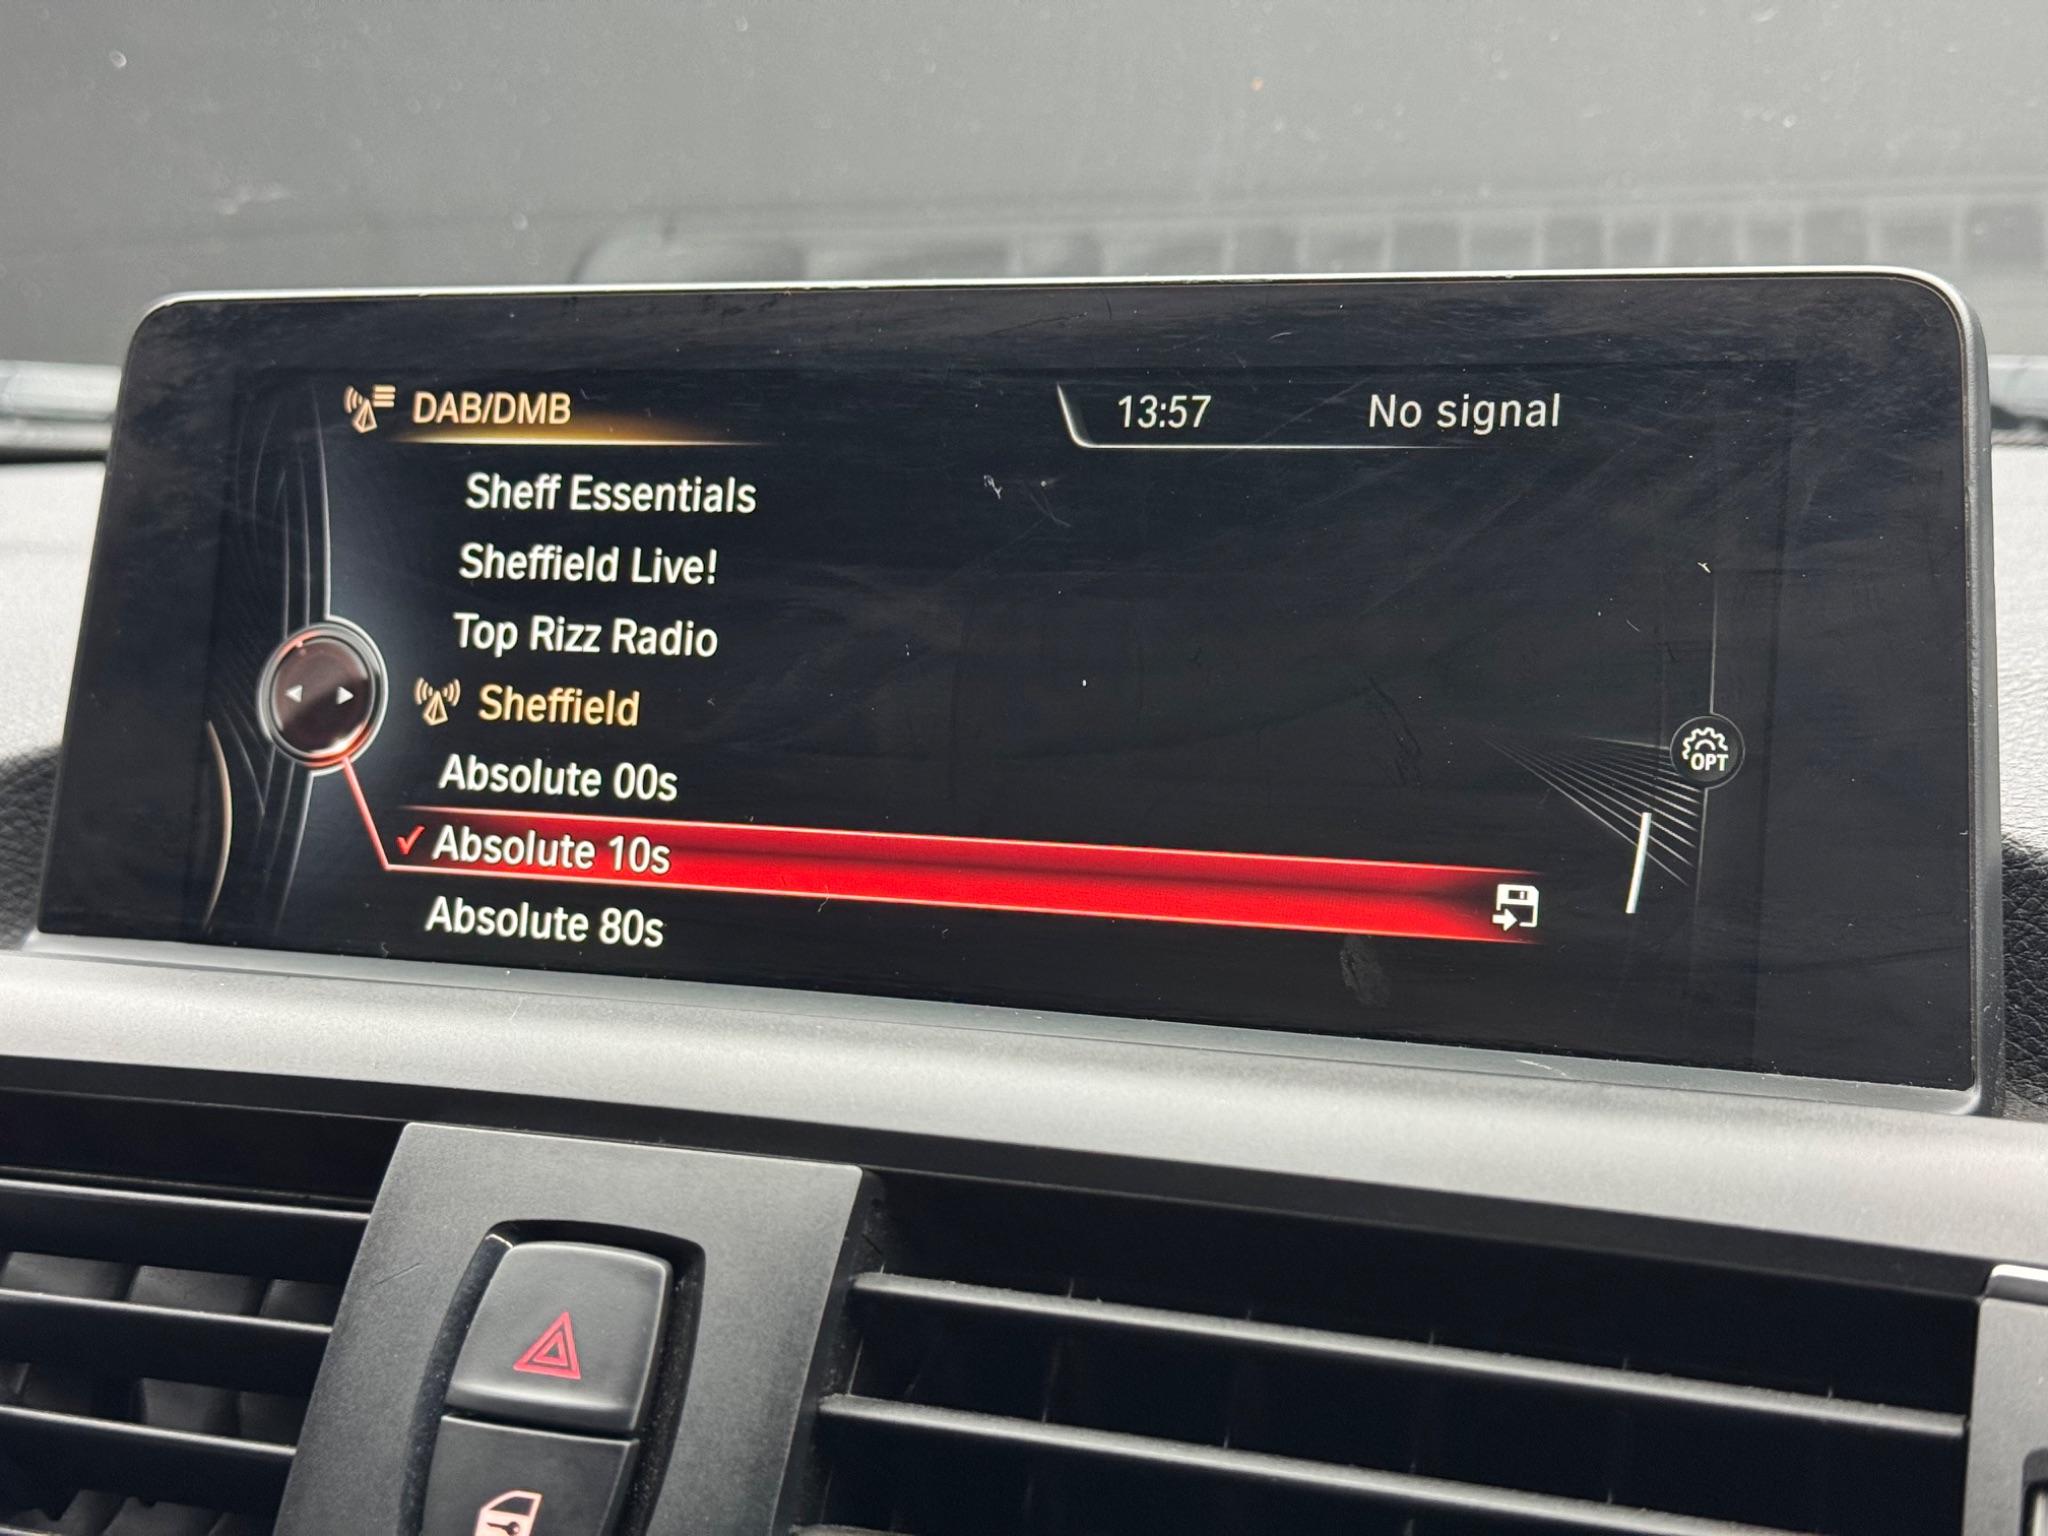 DAB/DMB
13:57
No signal
Sheff Essentials
Sheffield Live!
Top Rizz Radio
Sheffield
Absolute 00s
Absolute 10s
Absolute 80s
OPT